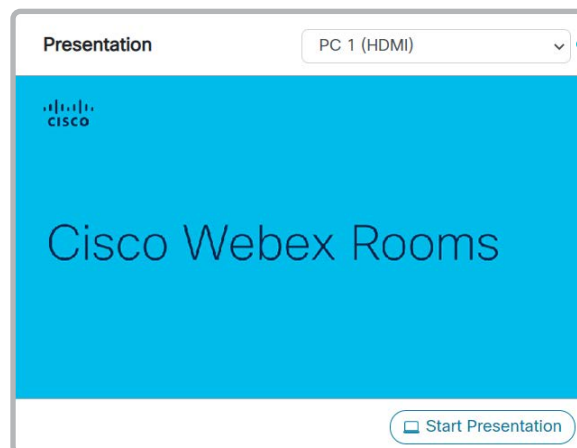 Presentation
PC 1 (HDMI)
CISCO
Cisco Webex Rooms
Start Presentation